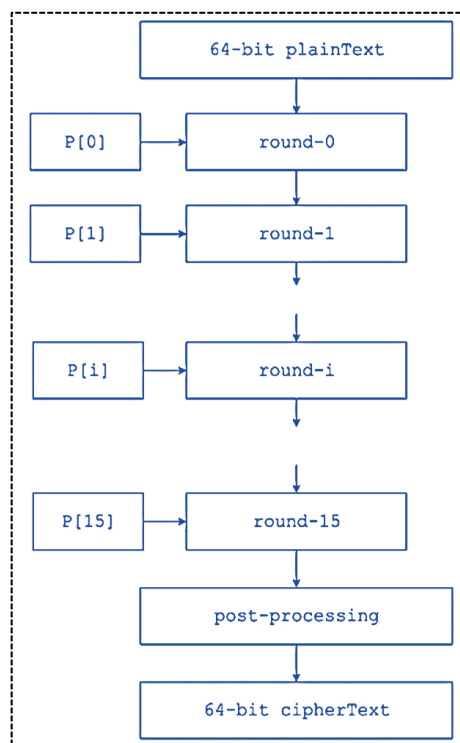 64-bit plainText
P[0]
round-0
P[1]
round-1
P[i]
round-i
P[15]
round-15
post-processing
64-bit cipherText